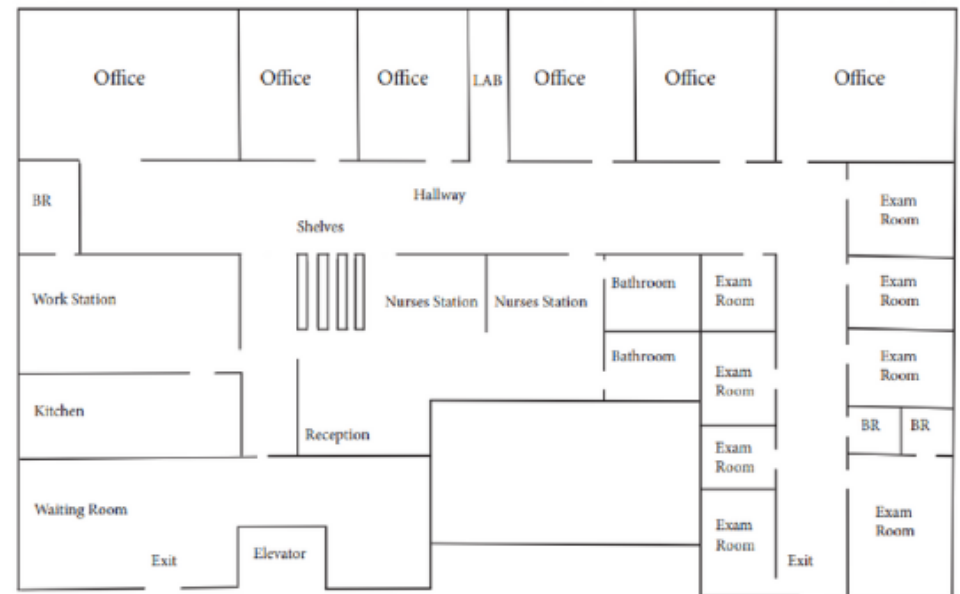 Office
Office
Office
LAB
Office
Office
Office
BR
Hallway
Exam
Room
Shelves
Work Station
Nurses Station
Nurses Station
Bathroom
Exam
Room
Exam
Room
Bathroom
Exam
Room
Exam
Room
Kitchen
Reception
BR
BR
Exam
Room
Waiting Room
Exam
Room
Exam
Room
Exit
Elevator
Exit